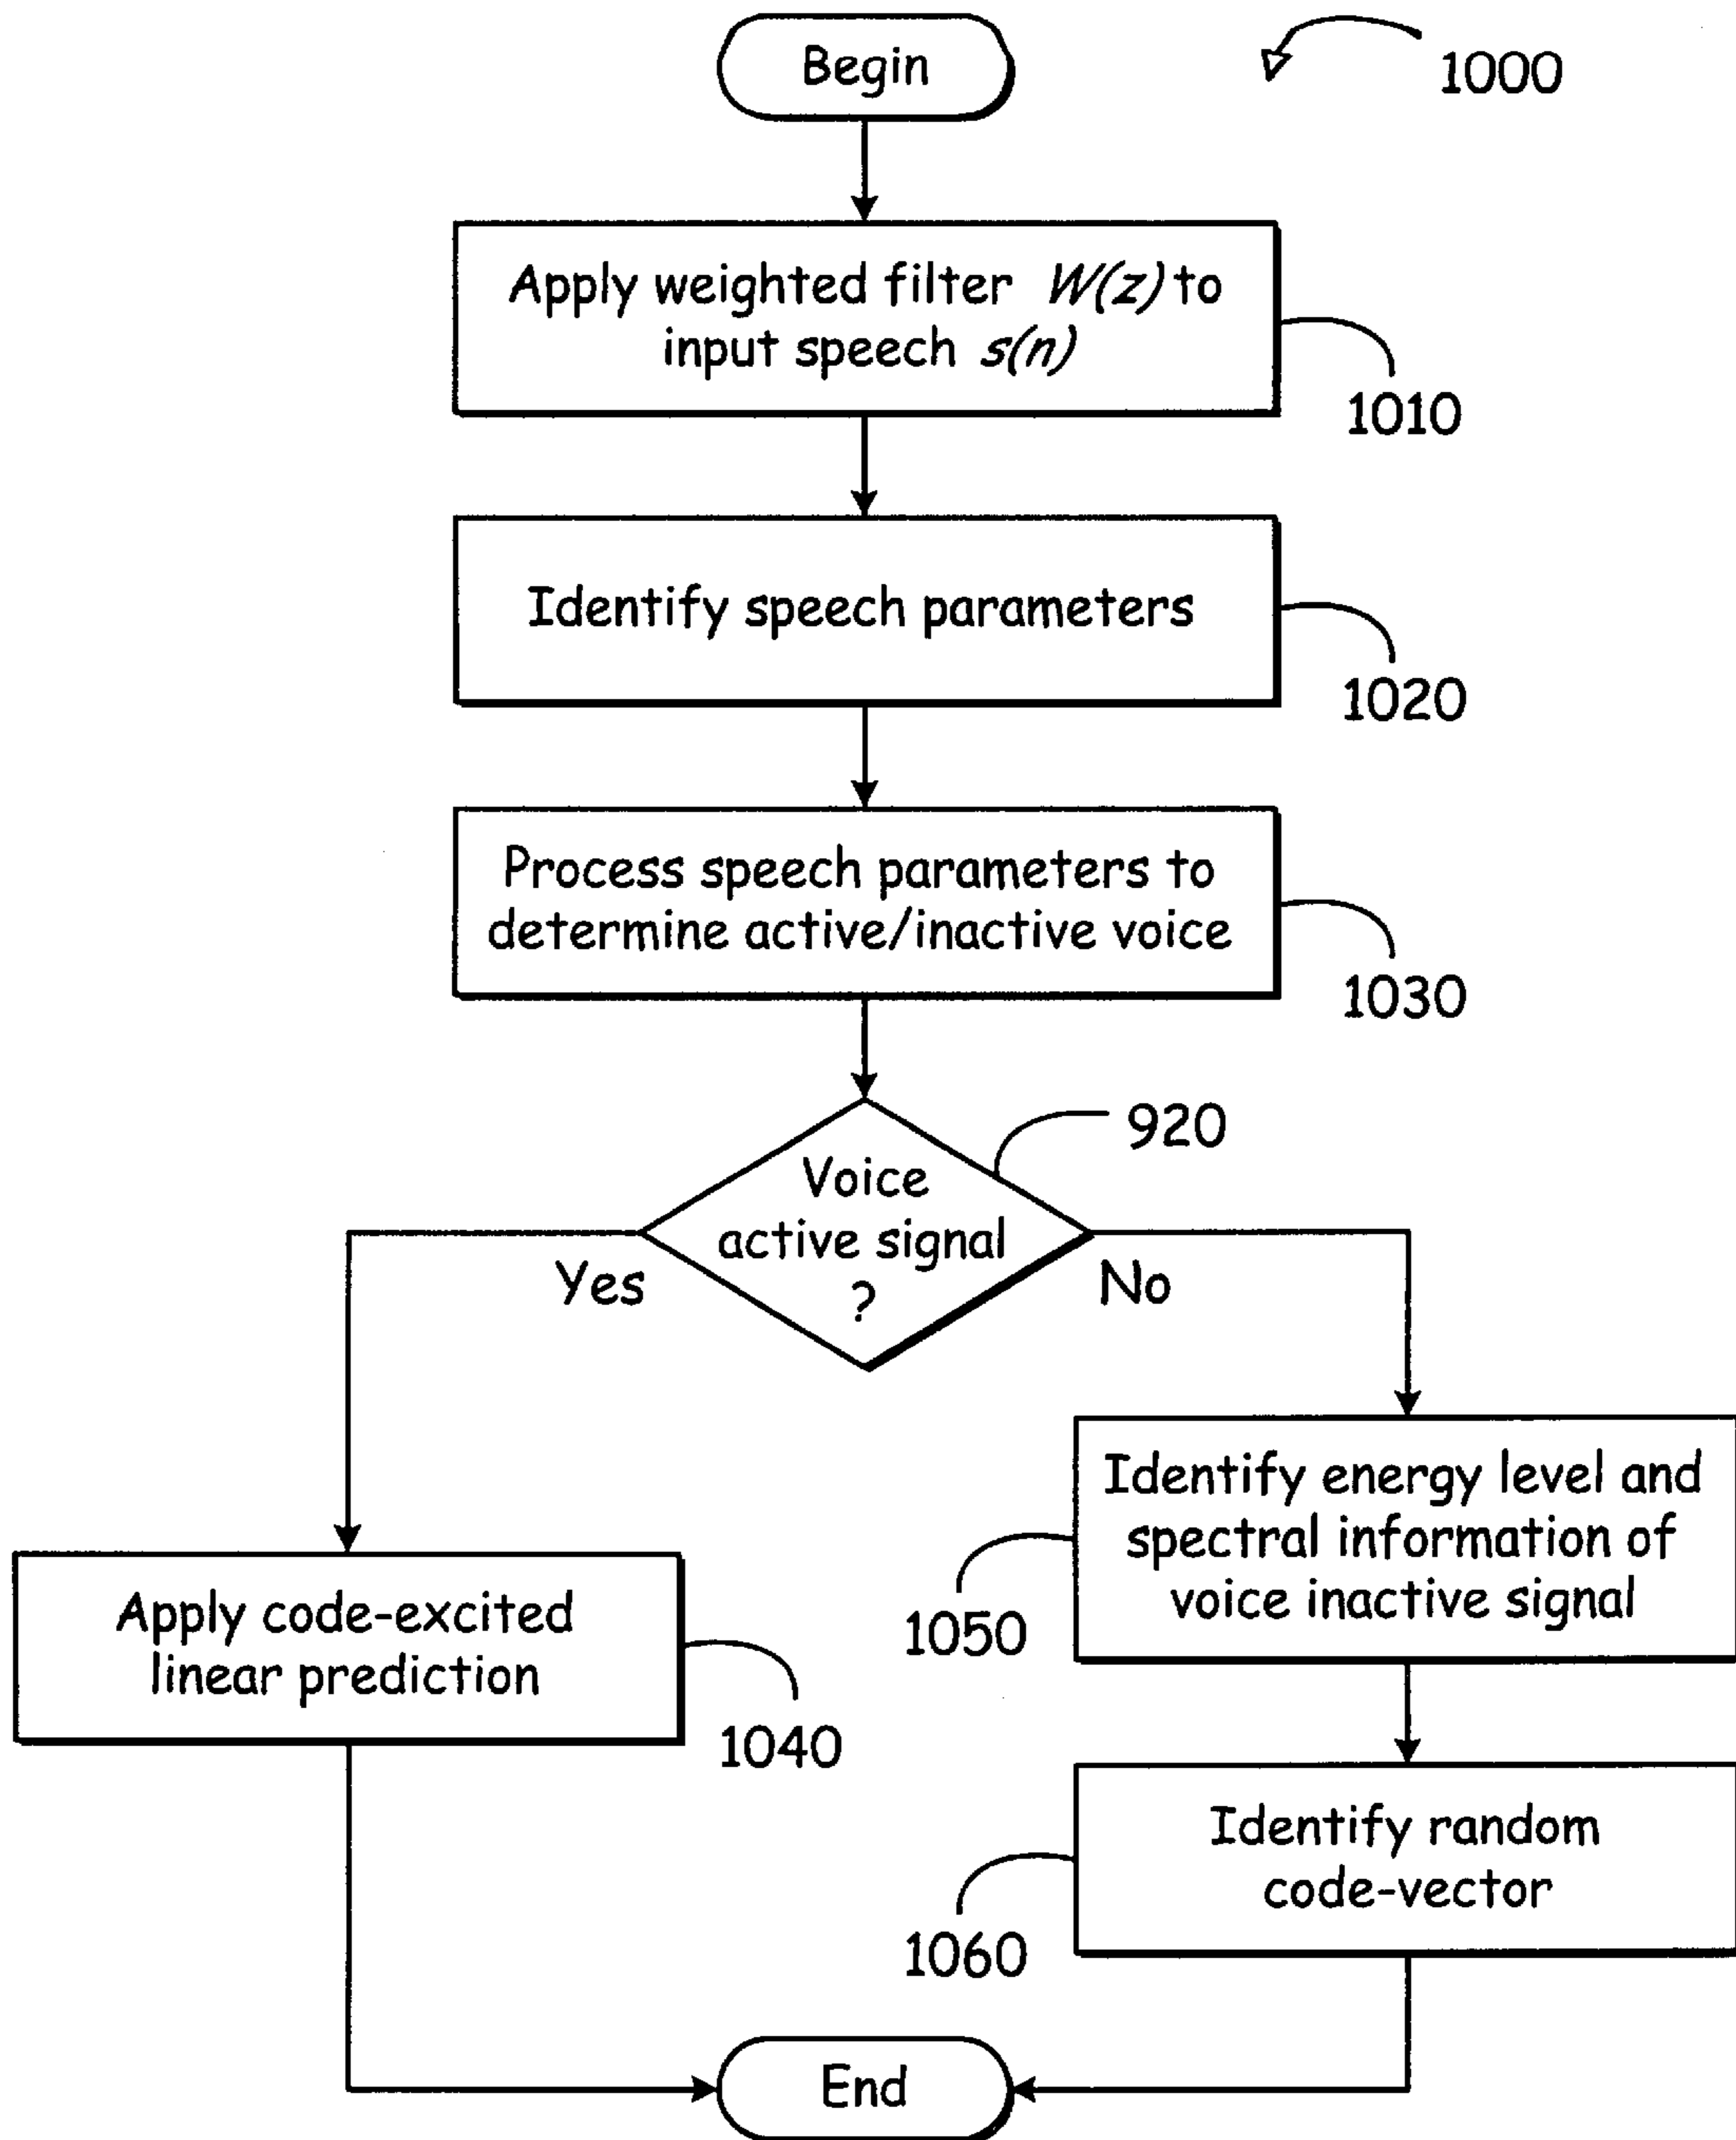 Begin
1000
Apply weighted filter W(z) to
input speech s(n)
1010
Identify speech parameters
1020
Process speech parameters to
determine active/inactive voice
1030
920
Voice
active signal
?
Yes
No
Identify energy level and
spectral information of
voice inactive signal
1050
Apply code-excited
linear prediction
1040
Identify random
code-vector
1060
End